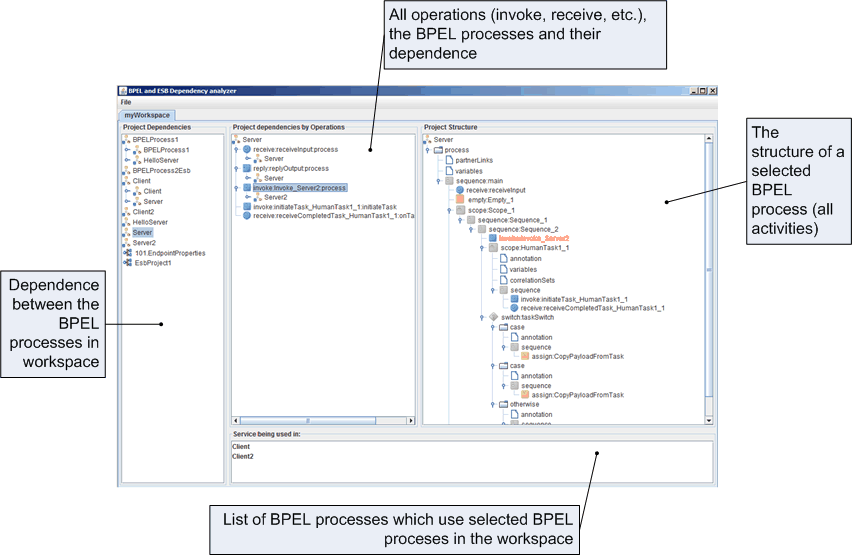 All operations (invoke, receive, etc.),
the BPEL processes and their
dependence
BPEL and ESB Dependency analyzer
File
myWorkspace
Project Dependencies
BPELProcess1
BPELProcess1
HelloServer
BPELProcess2Esb
Client
Client
Server
Client2
HelloServer
Server
Server2
101.EndpointProperties
EsbProject1
Project dependencies by Operations
Server
receive:receiveInput:process
Server
reply:replyOutput:process
Server
invoke:Invoke_Server2:process
Server2
invoke:initiateTask_HumanTask1_1:initiateTask
receive:receiveCompletedTask_HumanTask1_1:onTa
Project Structure
Server
process
partnerLinks
variables
sequence:main
receive:receiveInput
empty:Empty_1
scope:Scope_1
sequence:Sequence_1
sequence:Sequence_2
invoke:Invoke_Server2
scope:HumanTask1_1
annotation
variables
correlationSets
sequence
invoke:initiateTask_HumanTask1_1
receive:receiveCompletedTask_HumanTask1_1
switch:taskSwitch
case
annotation
sequence
assign:CopyPayloadFromTask
case
annotation
sequence
assign:CopyPayloadFromTask
otherwise
annotation
sequence
Service being used in:
Client
Client2
The
structure of a
selected
BPEL
process (all
activities)
Dependence
between the
BPEL
processes in
workspace
List of BPEL processes which use selected BPEL
proceses in the workspace